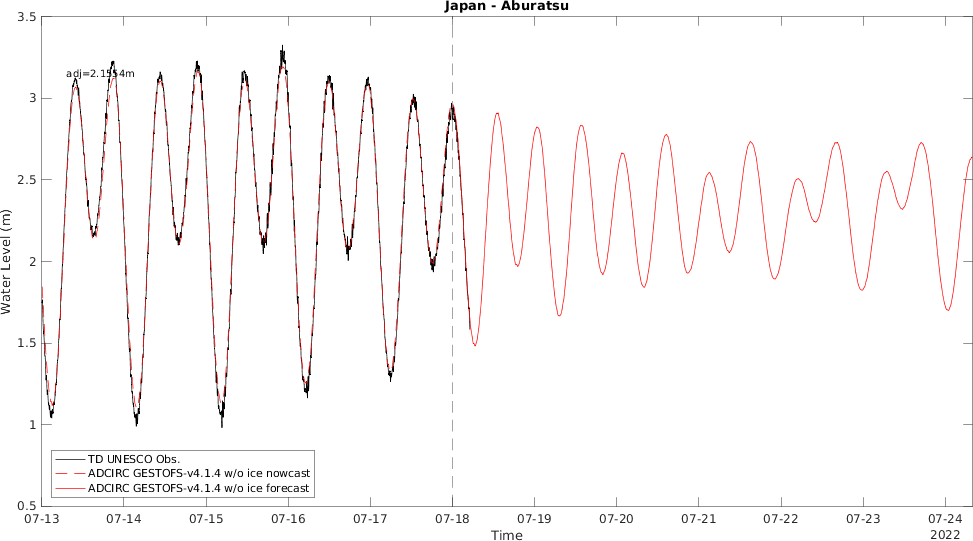 Japan - Aburatsu
3.5
3
2.5
2
1.5
1
0.5
Water Level (m)
adj=2.1554m
TD UNESCO Obs.
ADCIRC GESTOFS-v4.1.4 w/o ice nowcast
ADCIRC GESTOFS-v4.1.4 w/o ice forecast
07-13 07-14 07-15 07-16 07-17 07-18 07-19 07-20 07-21 07-22 07-23 07-24
2022
Time